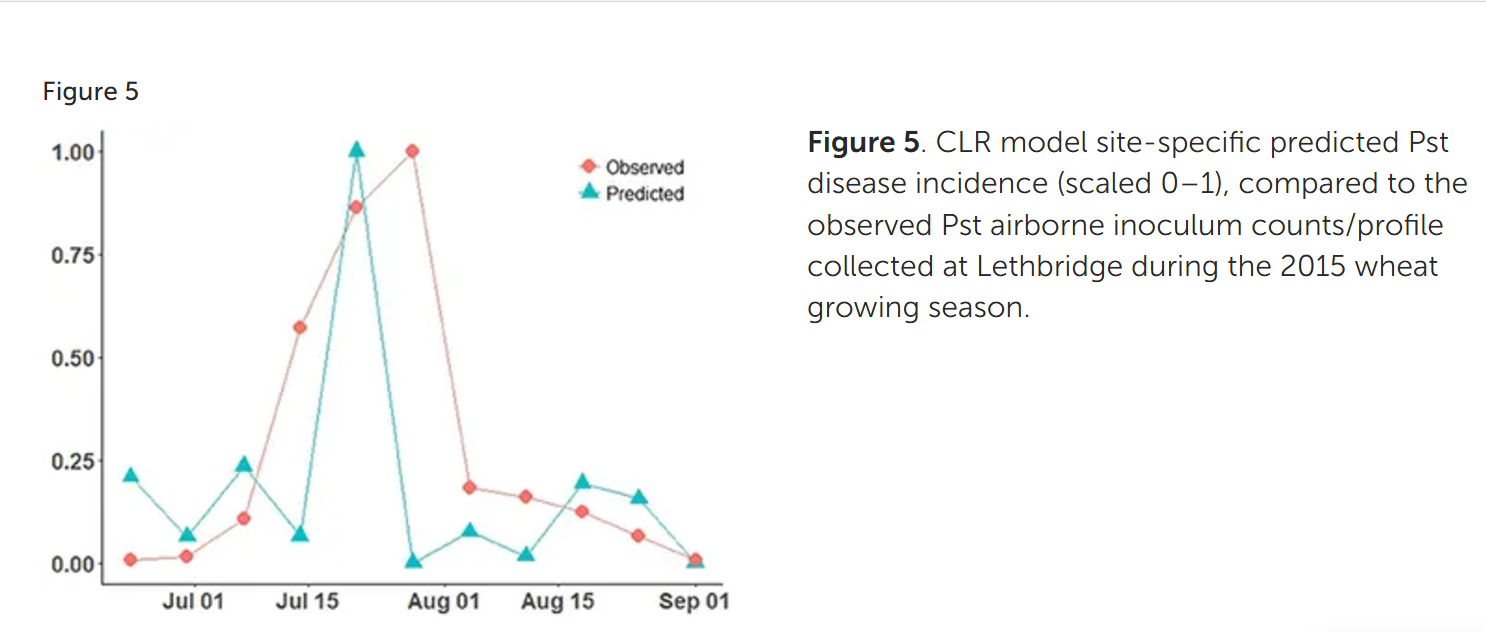 Figure 5
1.00
0.75
0.50
0.25
0.00
Observed
Predicted
Jul 01 Jul 15 Aug 01 Aug 15 Sep 01
Figure 5. CLR model site-specific predicted Pst
disease incidence (scaled 0–1), compared to the
observed Pst airborne inoculum counts/profile
collected at Lethbridge during the 2015 wheat
growing season.